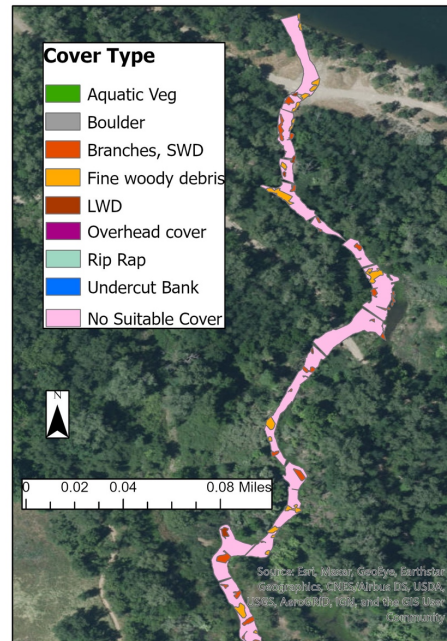 Cover Type
Aquatic Veg
Boulder
Branches, SWD
Fine woody debris
LWD
Overhead cover
Rip Rap
Undercut Bank
No Suitable Cover
N
0 0.02 0.04 0.08 Miles
Source: Esri, Maxar, GeoEye, Earthstar
Geographics, CNES/Airbus DS, USDA,
USGS, AeroGRID, IGN, and the GIS User
Community